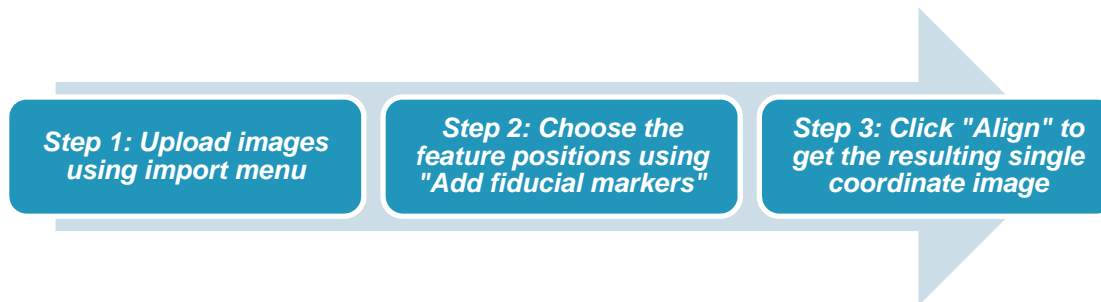 Step 1: Upload images
using import menu
Step 2: Choose the
feature positions using
"Add fiducial markers"
Step 3: Click "Align" to
get the resulting single
coordinate image